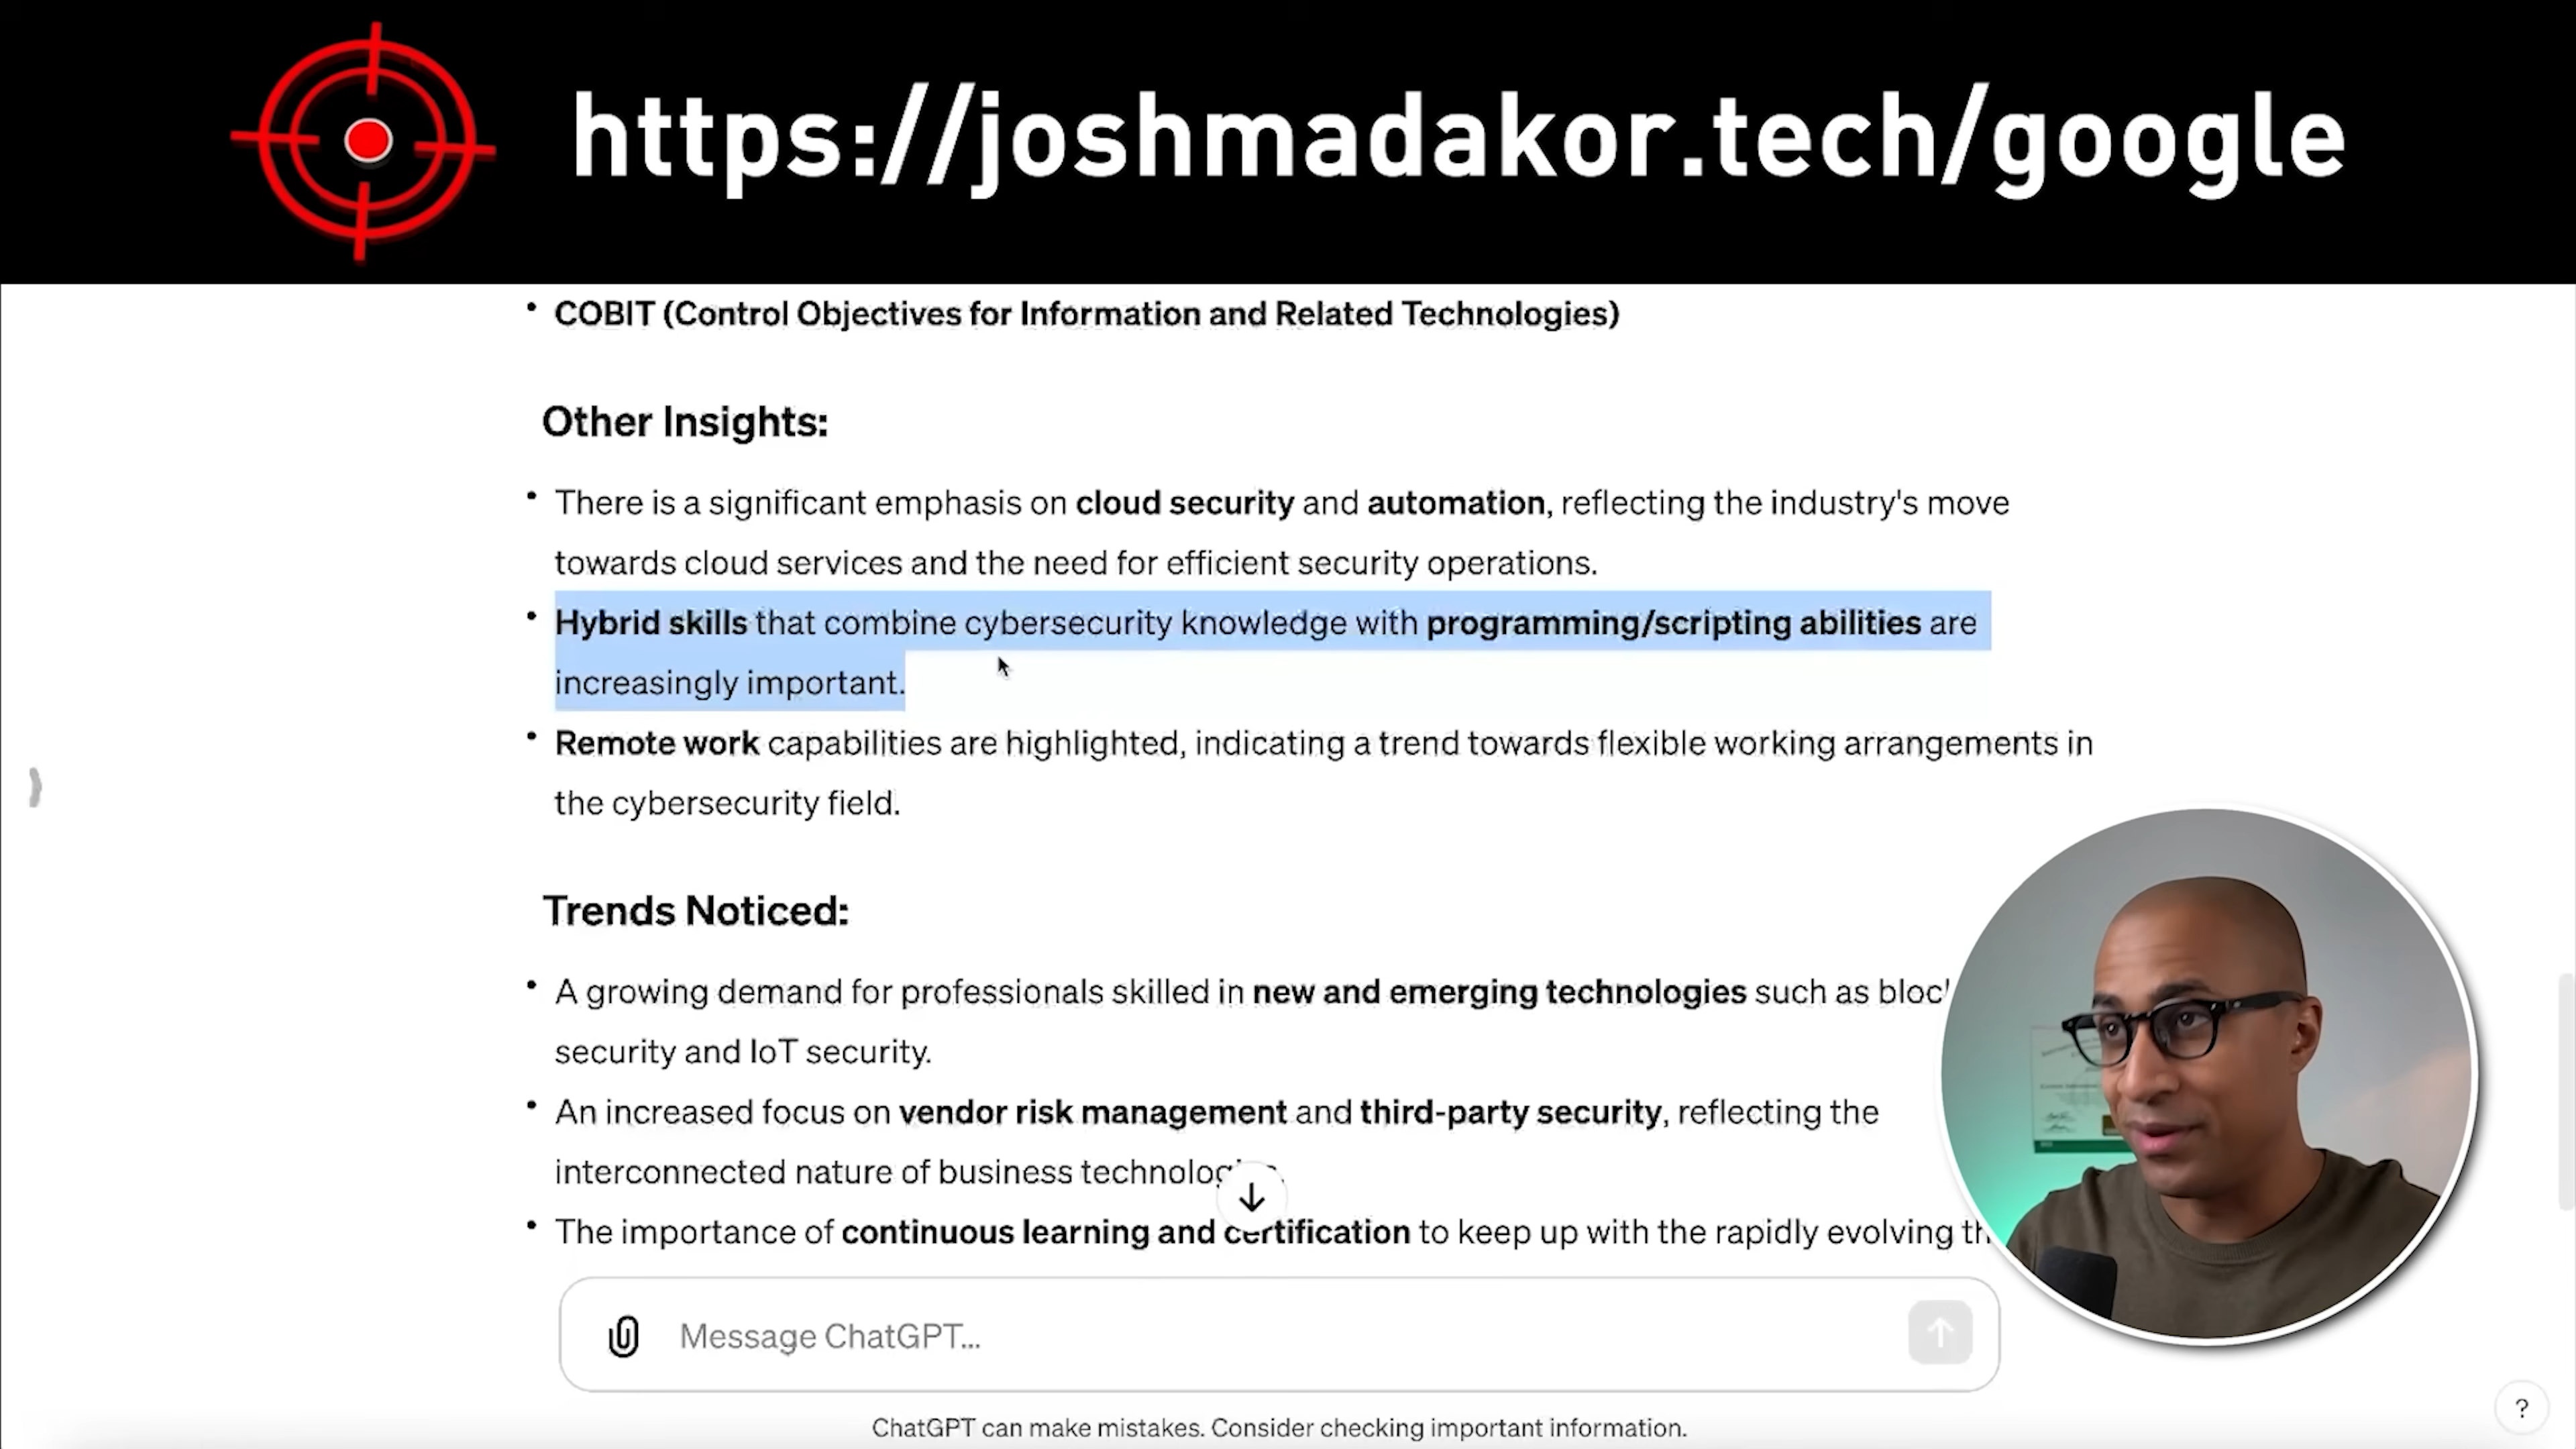 https://joshmadakor.tech/google
• COBIT (Control Objectives for Information and Related Technologies)
Other Insights:
• There is a significant emphasis on cloud security and automation, reflecting the industry's move
towards cloud services and the need for efficient security operations.
• Hybrid skills that combine cybersecurity knowledge with programming/scripting abilities are
increasingly important.
• Remote work capabilities are highlighted, indicating a trend towards flexible working arrangements in
the cybersecurity field.
Trends Noticed:
• A growing demand for professionals skilled in new and emerging technologies such as
security and IoT security.
• An increased focus on vendor risk management and third-party security, reflecting the
interconnected nature of business
• The importance of continuous learning and certification to keep up with the rapidly evolving
Message ChatGPT...
ChatGPT can make mistakes. Consider checking important information.
?